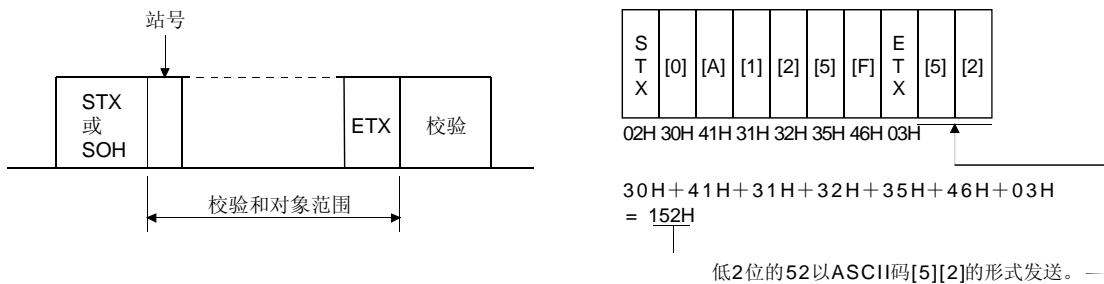 站号
STX
或
SOH
ETX
校验
校验和对象范围
STX [0] [A] [1] [2] [5] [F] ETX [5] [2]
02H 30H 41H 31H 32H 35H 46H 03H
30H+41H+31H+32H+35H+46H+03H
= 152H
低2位的52以ASCII码[5][2]的形式发送。